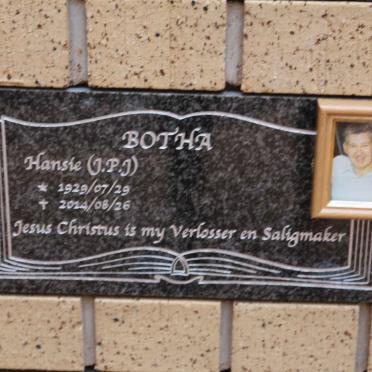 BOTHA
Hansie (J.P.J)
* 1929/07/29
† 2014/08/26
Jesus Christus is my Verlosser en Saligmaker